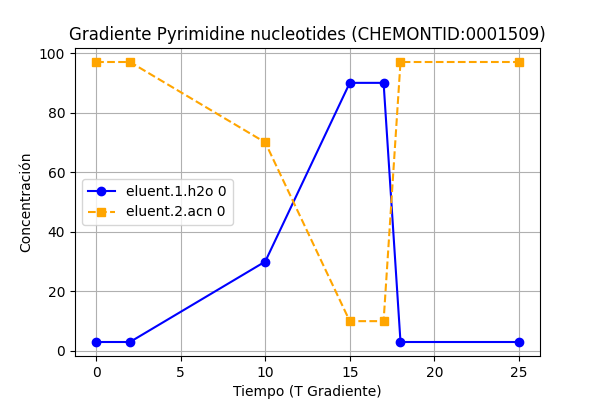 Gradiente Pyrimidine nucleotides (CHEMONTID:0001509)
100
80
60
40
20
0
Concentración
eluent.1.h2o 0
eluent.2.acn 0
0 5 10 15 20 25
Tiempo (T Gradiente)